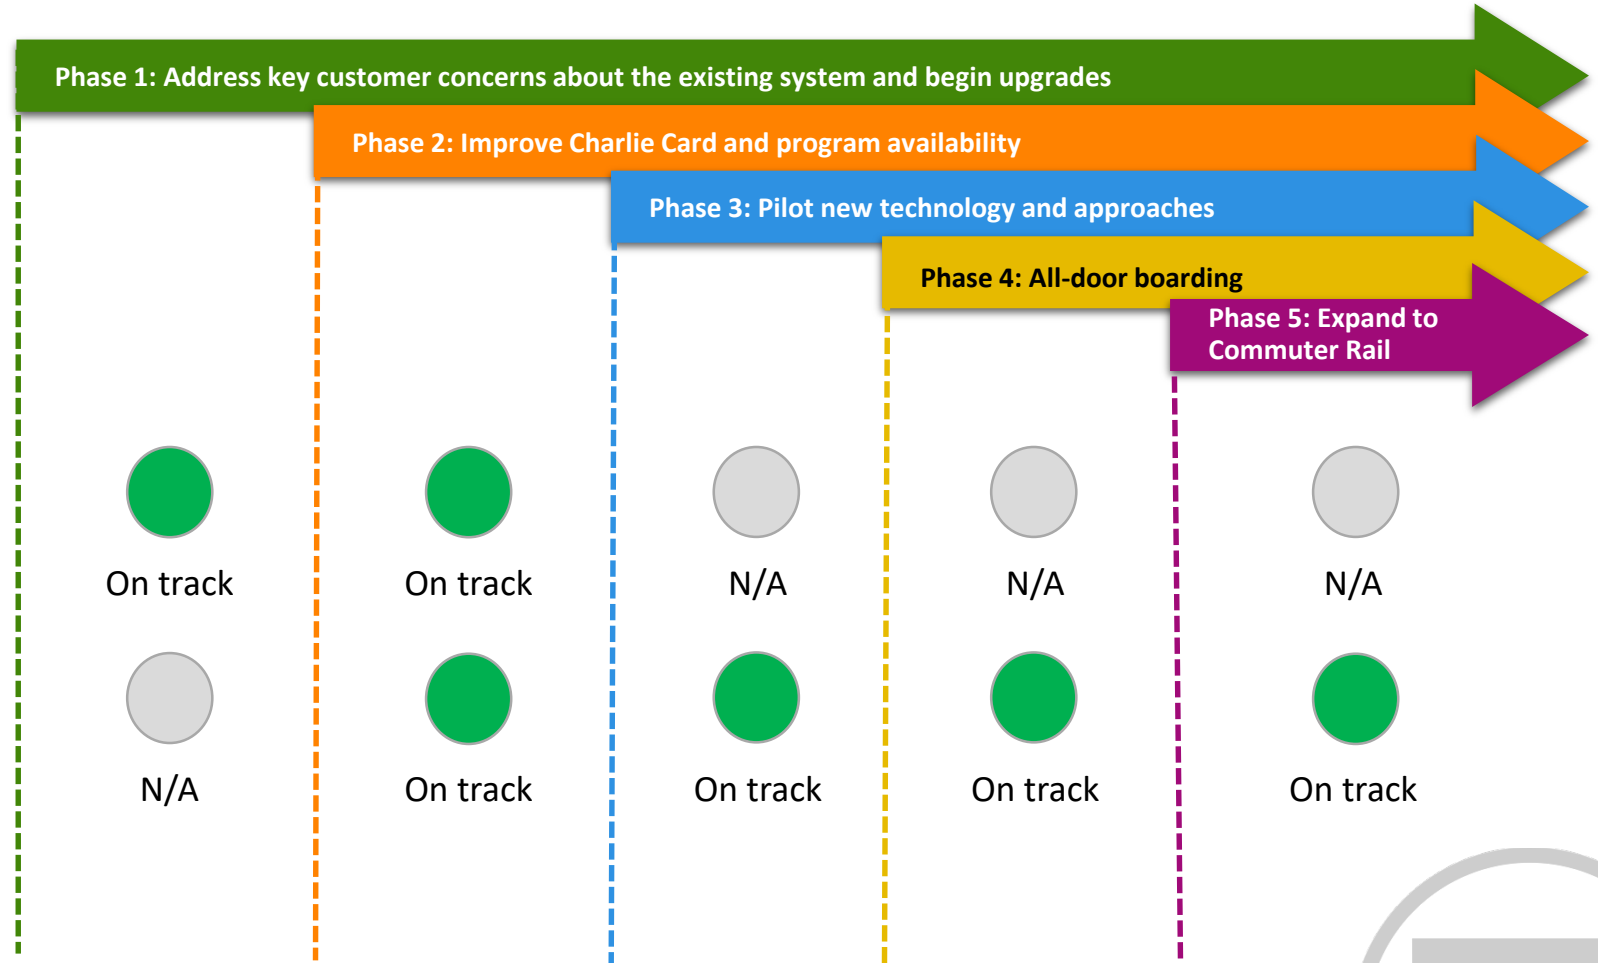 Phase 1: Address key customer concerns about the existing system and begin upgrades
Phase 2: Improve Charlie Card and program availability
Phase 3: Pilot new technology and approaches
Phase 4: All-door boarding
Phase 5: Expand to
Commuter Rail
On track
On track
N/A
N/A
N/A
N/A
On track
On track
On track
On track